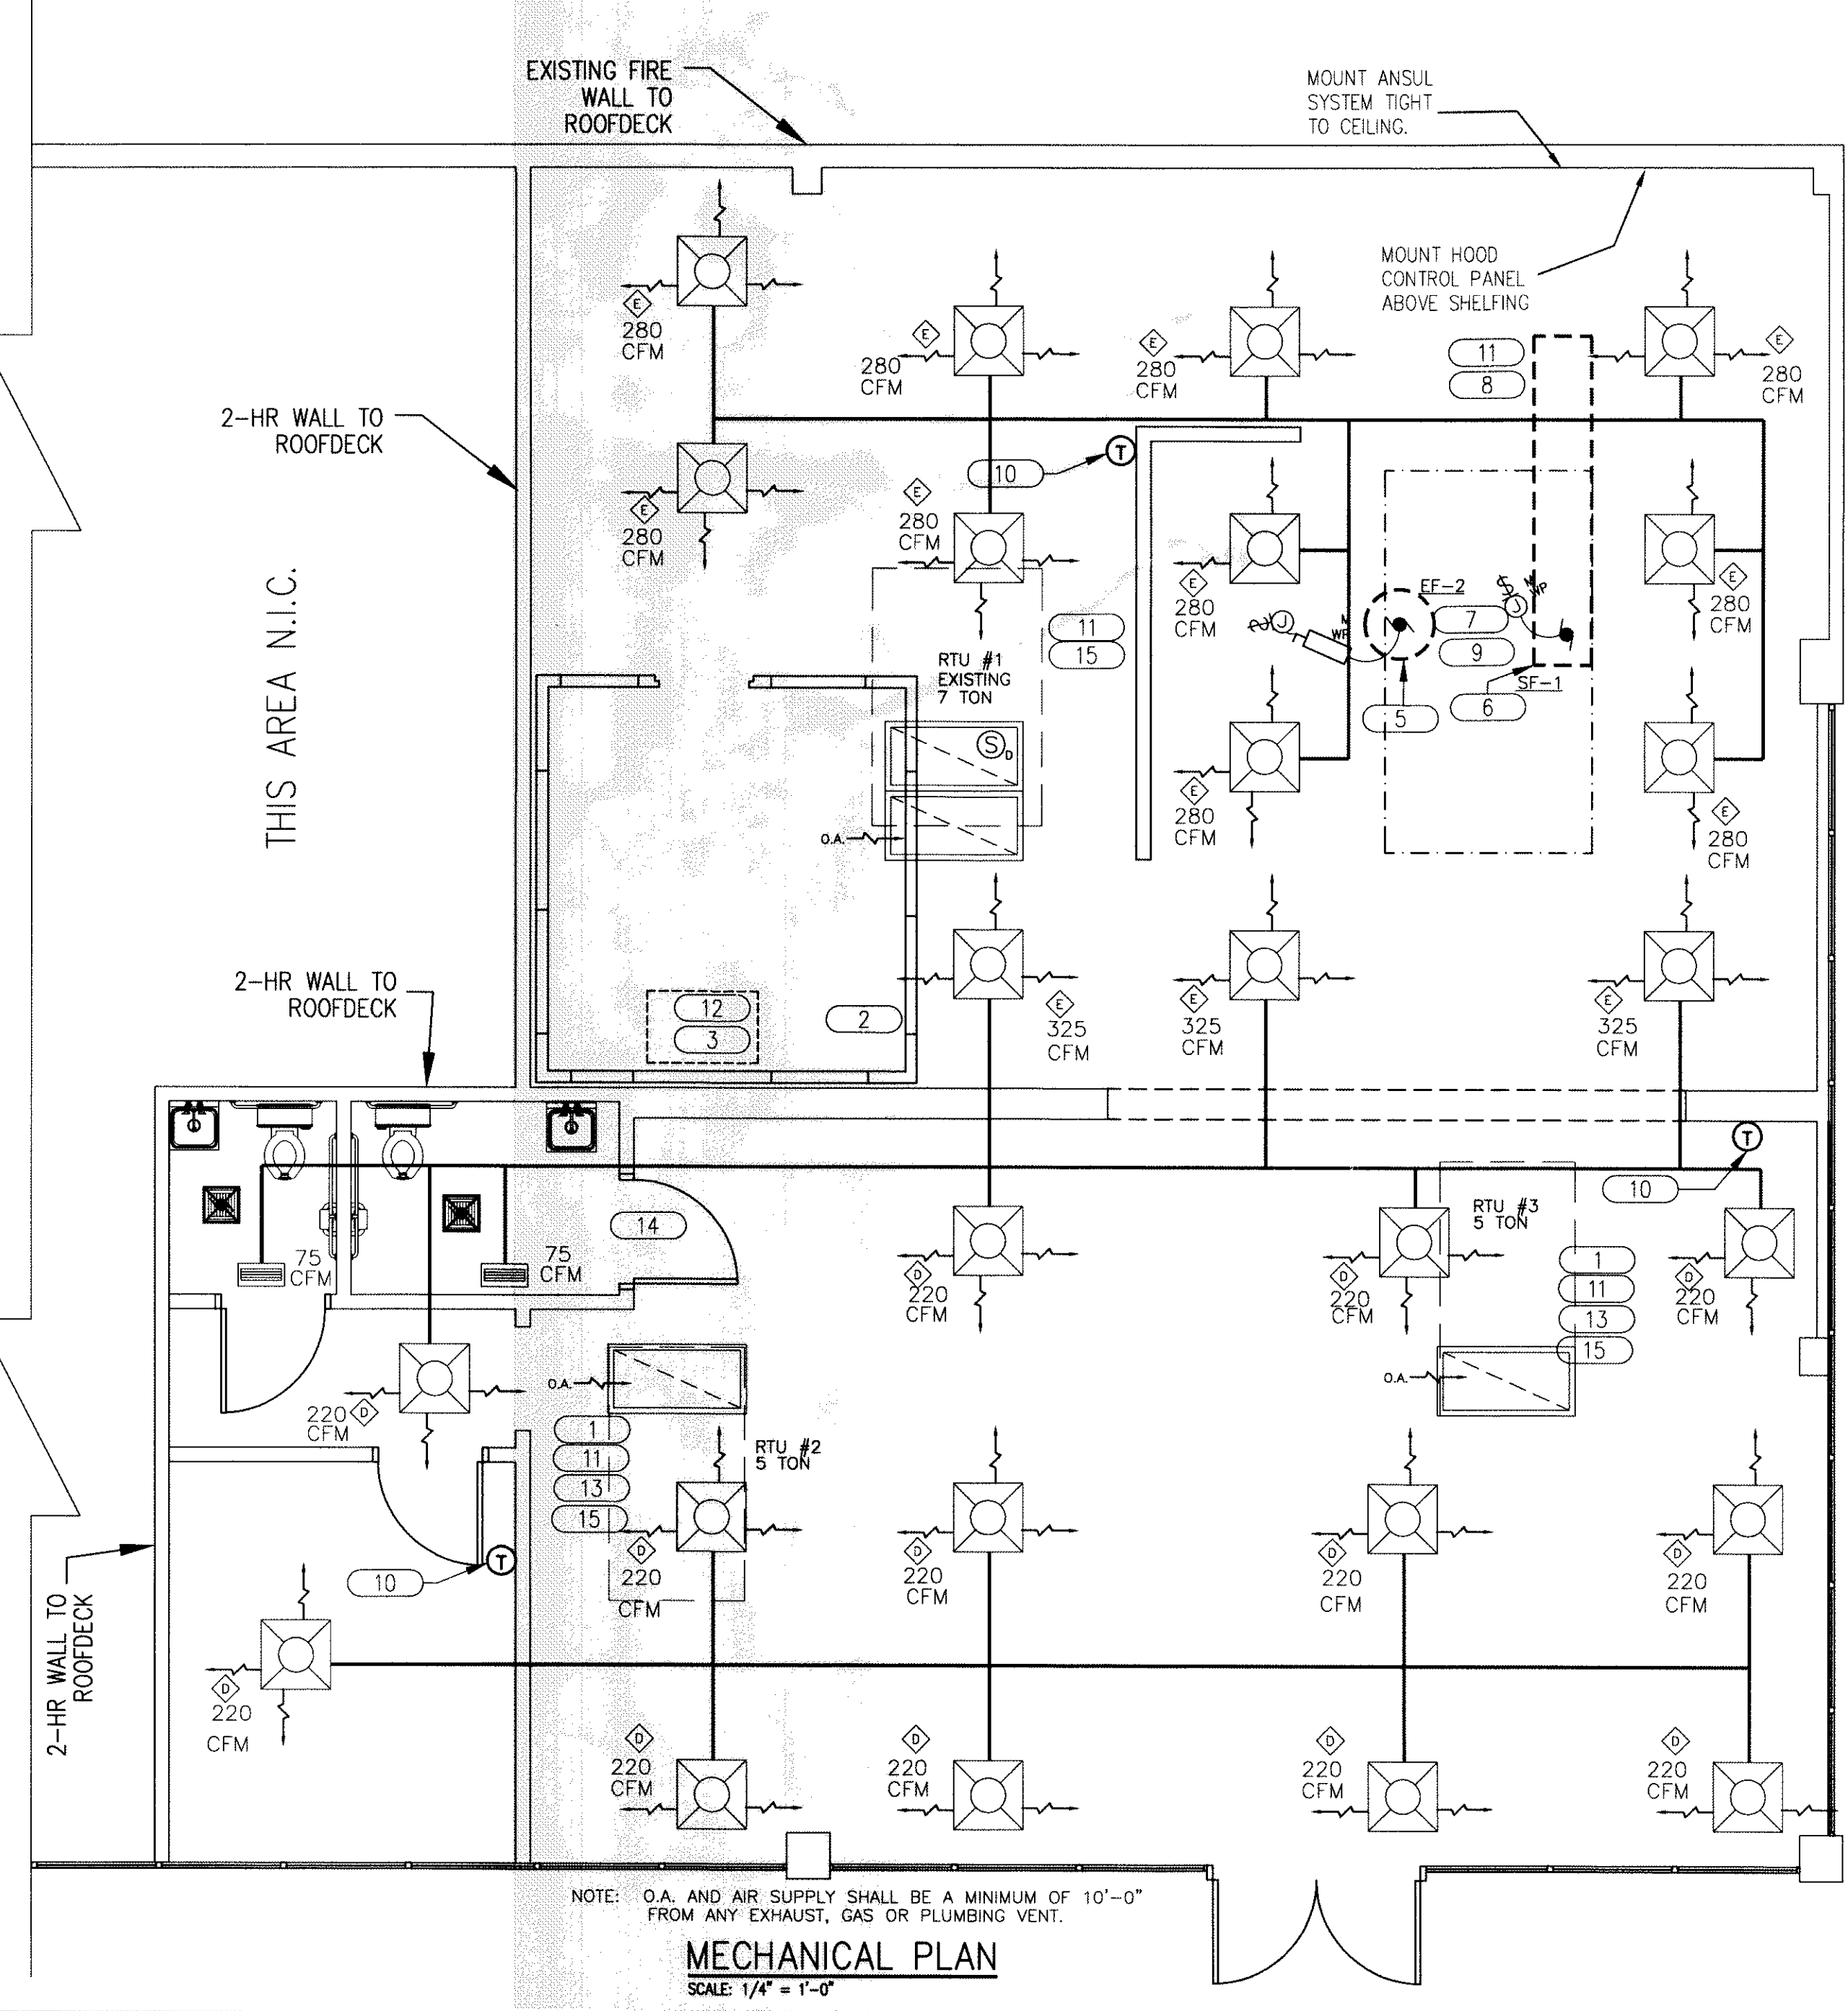 EXISTING FIRE
WALL TO
ROOFDECK
MOUNT ANSUL
SYSTEM TIGHT
TO CEILING.
MOUNT HOOD
CONTROL PANEL
ABOVE SHELFING
E
280
CFM
E
280
CFM
E
280
CFM
11
8
E
280
CFM
2-HR WALL TO
ROOFDECK
10
T
E
280
CFM
E
280
CFM
THIS AREA N.I.C.
E
280
CFM
E
280
CFM
J
M
WP
EF-2
7
9
$
J
M
WP
SF-1
5
6
11
15
RTU #1
EXISTING
7 TON
S
D
O.A.
E
280
CFM
E
280
CFM
2-HR WALL TO
ROOFDECK
12
3
2
E
325
CFM
E
325
CFM
E
325
CFM
T
10
14
75
CFM
75
CFM
D
220
CFM
RTU #3
5 TON
D
220
CFM
D
220
CFM
1
11
13
15
O.A.
O.A.
D
220
CFM
1
11
13
15
RTU #2
5 TON
T
10
D
220
CFM
D
220
CFM
D
220
CFM
D
220
CFM
2-HR WALL TO
ROOFDECK
D
220
CFM
D
220
CFM
D
220
CFM
D
220
CFM
D
220
CFM
NOTE: O.A. AND AIR SUPPLY SHALL BE A MINIMUM OF 10'-0"
FROM ANY EXHAUST, GAS OR PLUMBING VENT.
MECHANICAL PLAN
SCALE: 1/4" = 1'-0"